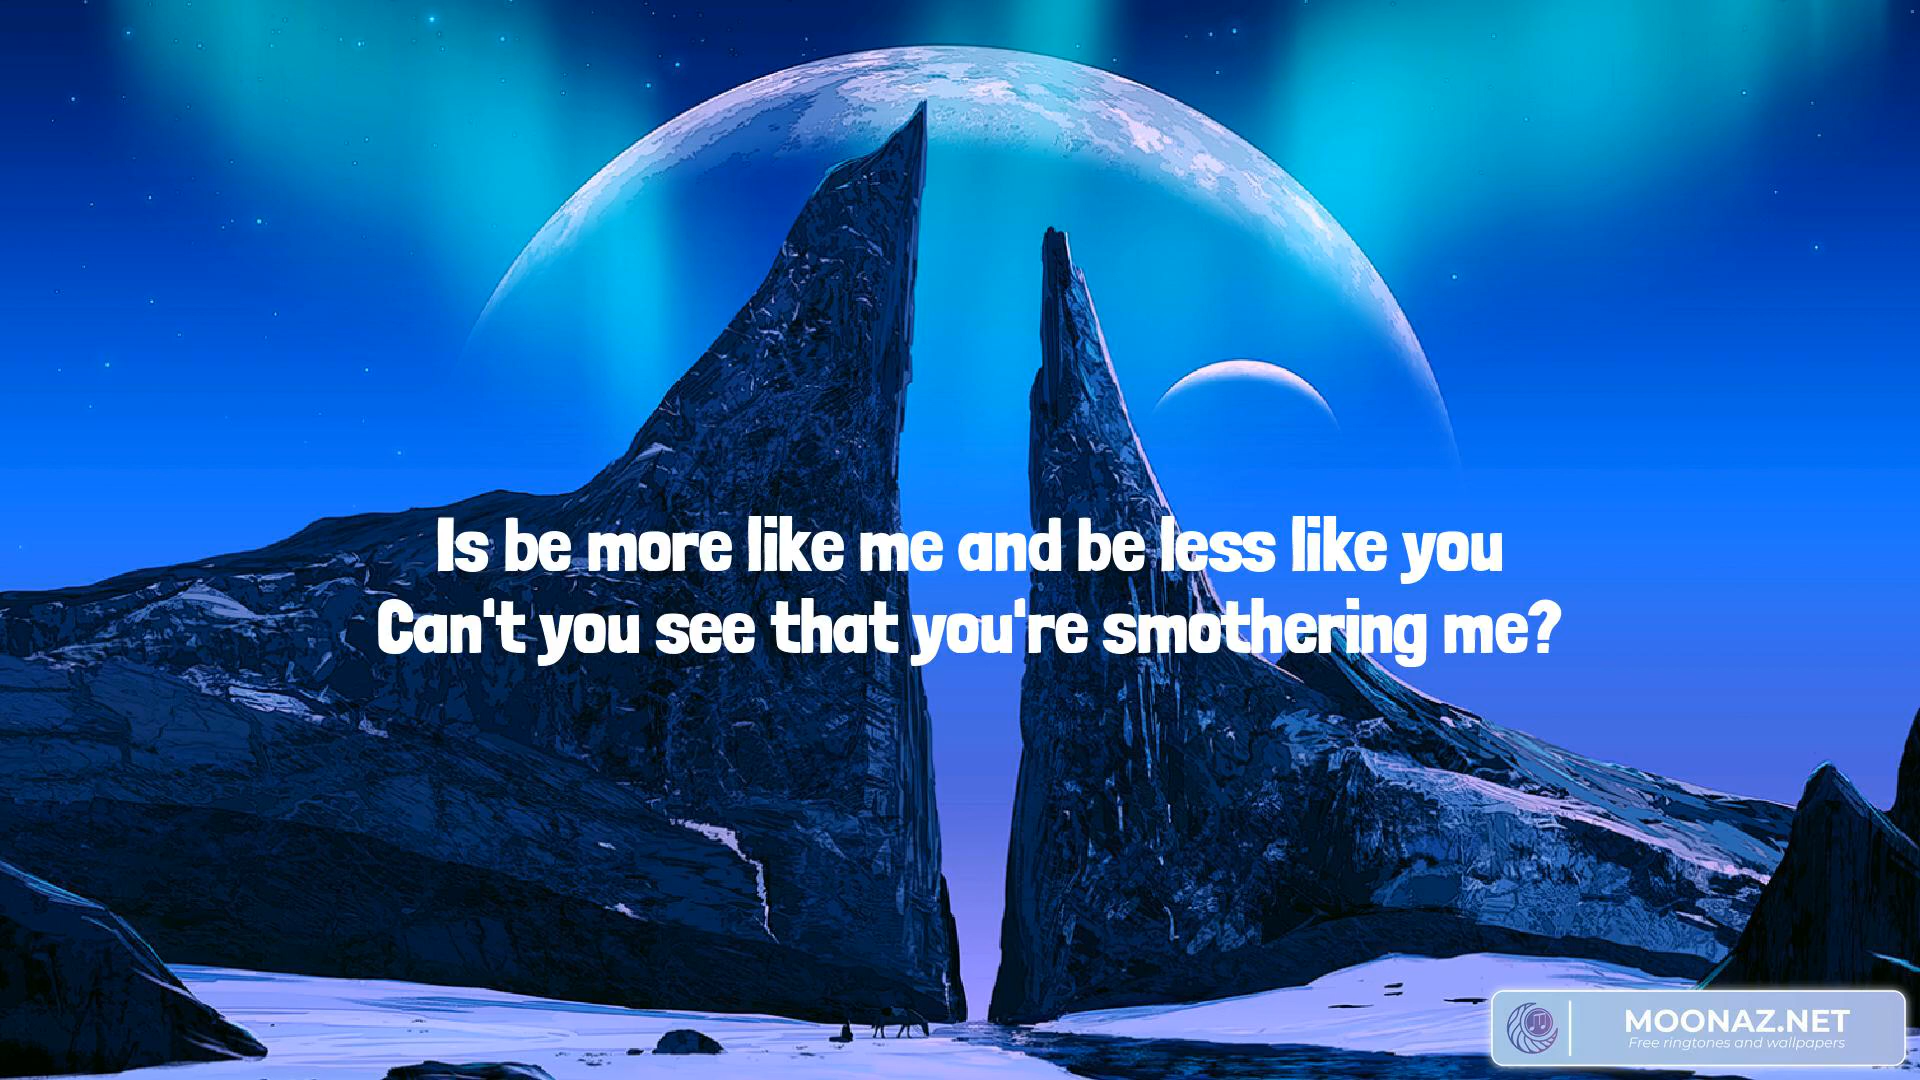 Is be more like me and be less like you
Can't you see that you're smothering me?
MOONAZ.NET
Free ringtones and wallpapers